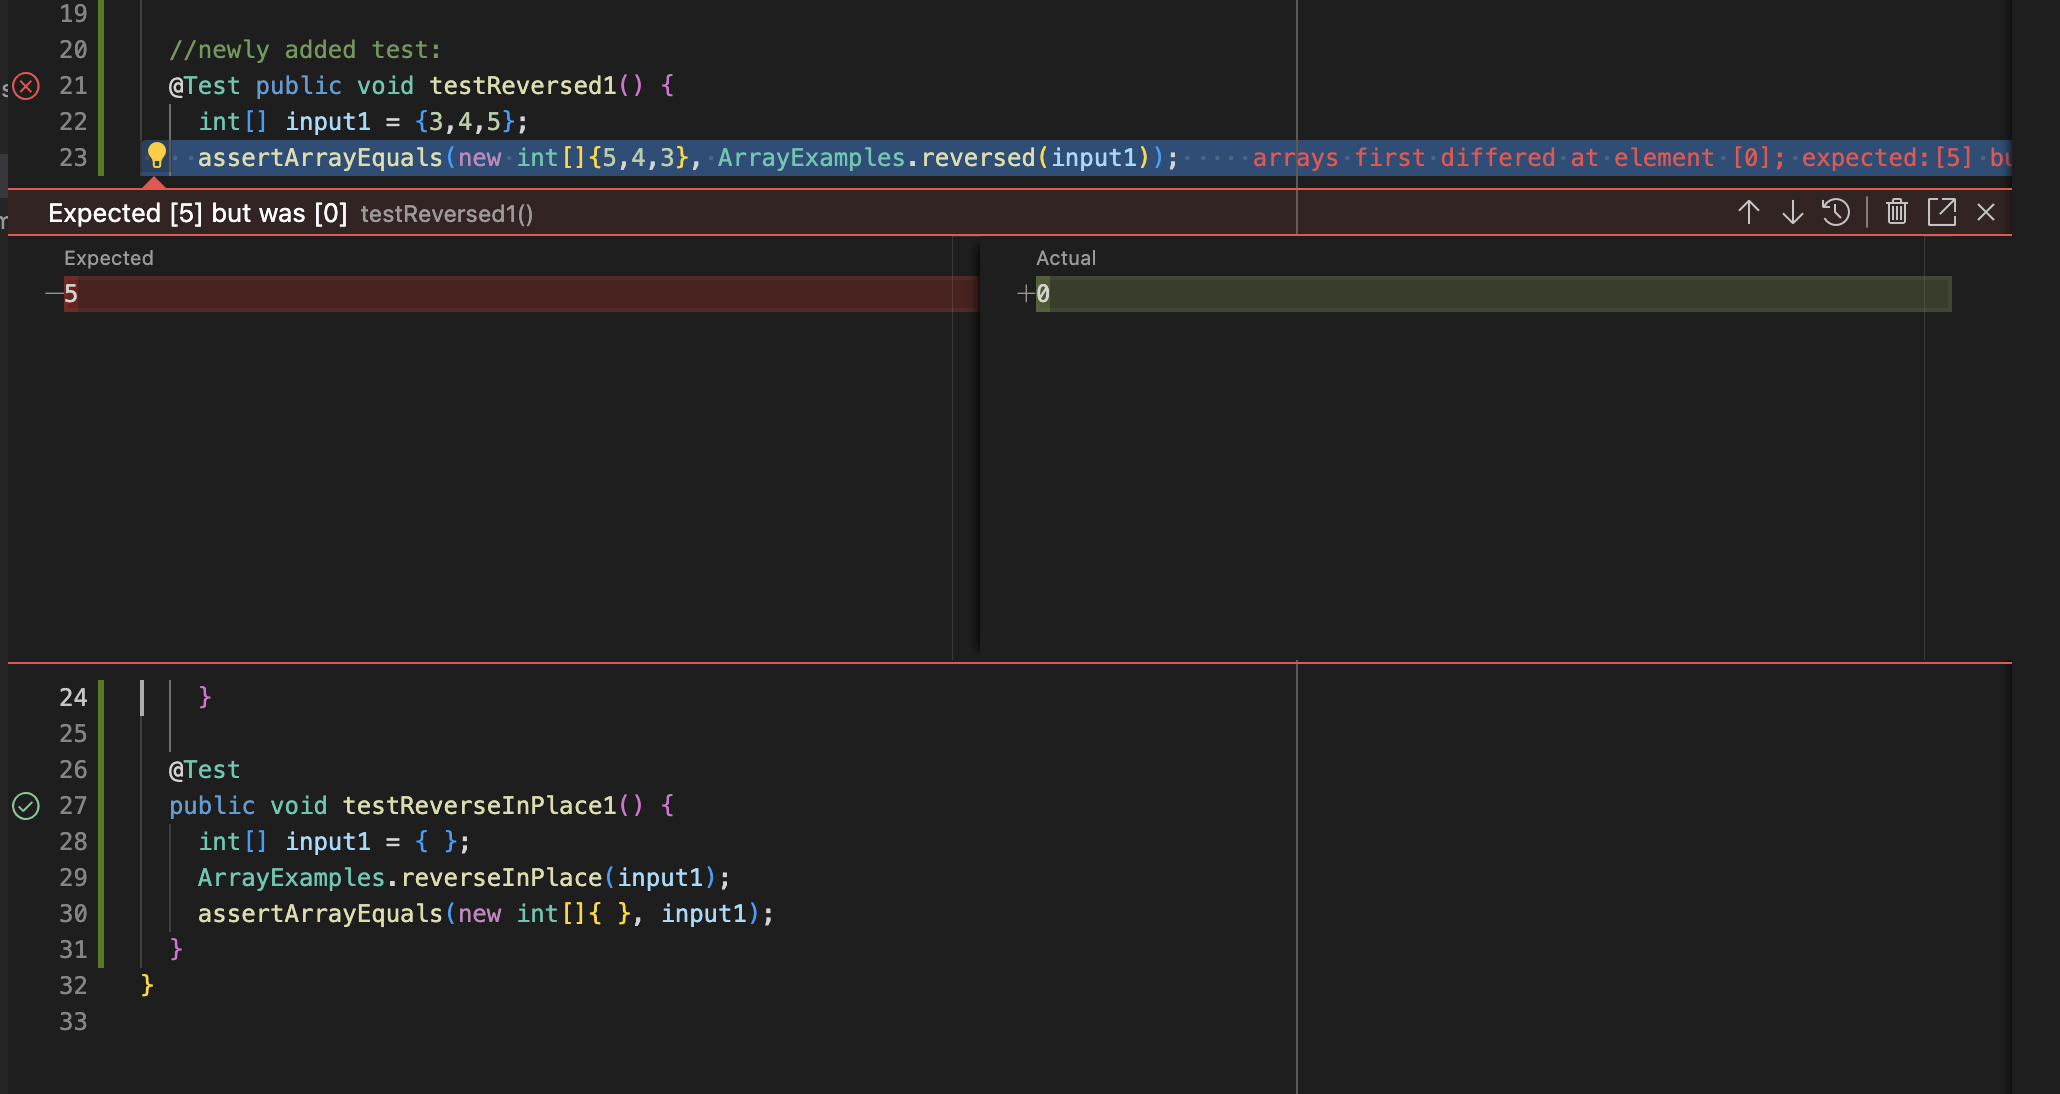 19
20 //newly added test:
21 @Test public void testReversed1() {
22 int[] input1 = {3,4,5};
23 assertArrayEquals(new int[]{5,4,3}, ArrayExamples.reversed(input1)); arrays first differed at element [0]; expected:[5] bu
Expected [5] but was [0] testReversed1()
Expected
Actual
—5
+0
24 }
25
26 @Test
27 public void testReverseInPlace1() {
28 int[] input1 = { };
29 ArrayExamples.reverseInPlace(input1);
30 assertArrayEquals(new int[]{ }, input1);
31 }
32 }
33